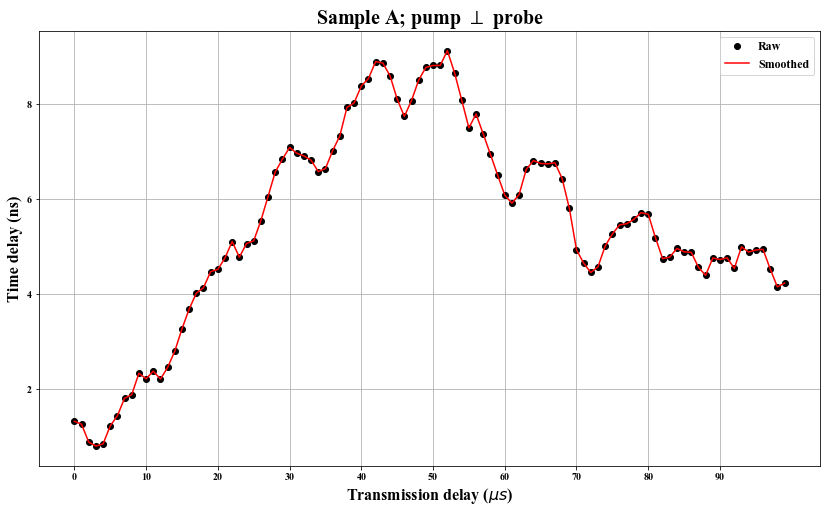 Sample A; pump ⊥ probe
Raw
Smoothed
Time delay (ns)
8
6
4
2
0 10 20 30 40 50 60 70 80 90
Transmission delay (μs)